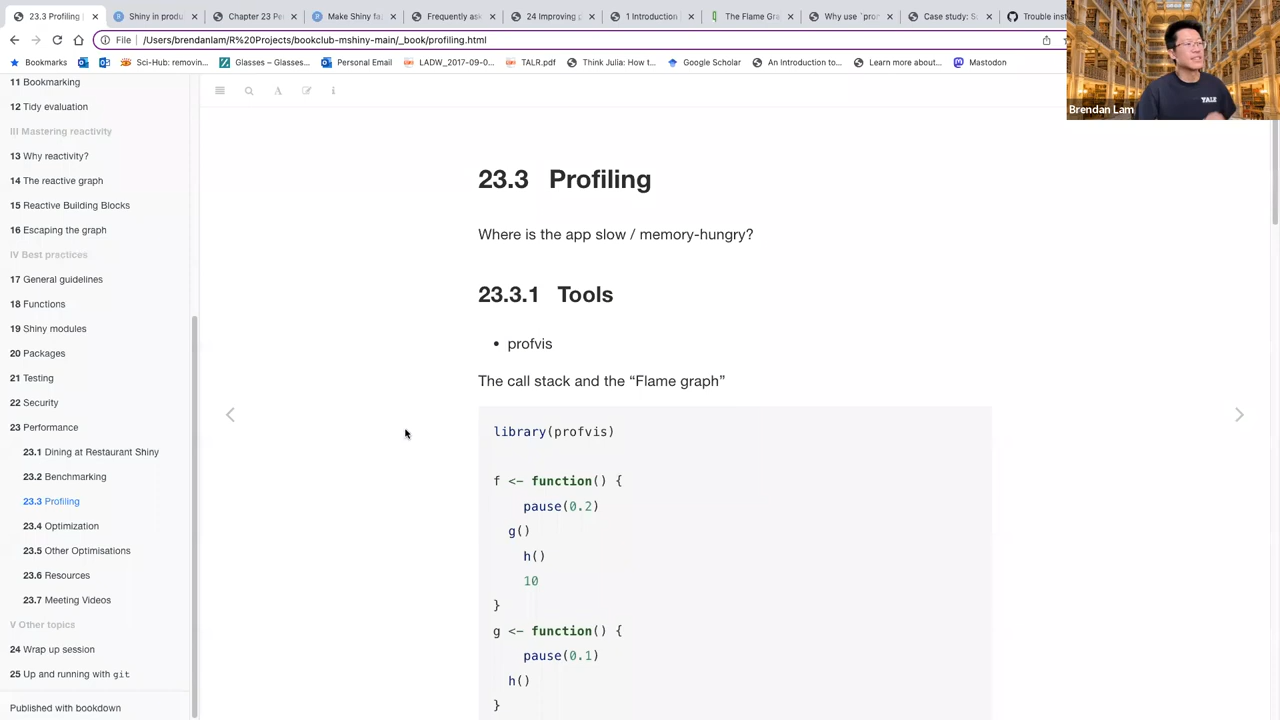 23.3 Profiling |
Shiny in produ
Chapter 23 Pe
Make Shiny fa
Frequently ask
24 Improving p
1 Introduction
The Flame Gra
Why use `pror
Case study: S
Trouble inst
File
/Users/brendanlam/R%20Projects/bookclub-mshiny-main/_book/profiling.html
Bookmarks
Sci-Hub: removin...
Glasses – Glasses...
Personal Email
LADW_2017-09-0...
TALR.pdf
Think Julia: How t...
Google Scholar
An Introduction to...
Learn more about...
Mastodon
YALE
Brendan Lam
11 Bookmarking
12 Tidy evaluation
III Mastering reactivity
13 Why reactivity?
14 The reactive graph
15 Reactive Building Blocks
16 Escaping the graph
IV Best practices
17 General guidelines
18 Functions
19 Shiny modules
20 Packages
21 Testing
22 Security
23 Performance
23.1 Dining at Restaurant Shiny
23.2 Benchmarking
23.3 Profiling
23.4 Optimization
23.5 Other Optimisations
23.6 Resources
23.7 Meeting Videos
V Other topics
24 Wrap up session
25 Up and running with git
Published with bookdown
23.3 Profiling
Where is the app slow / memory-hungry?
23.3.1 Tools
• profvis
The call stack and the “Flame graph”
library(profvis)
f <- function() {
pause(0.2)
g()
h()
10
}
g <- function() {
pause(0.1)
h()
}